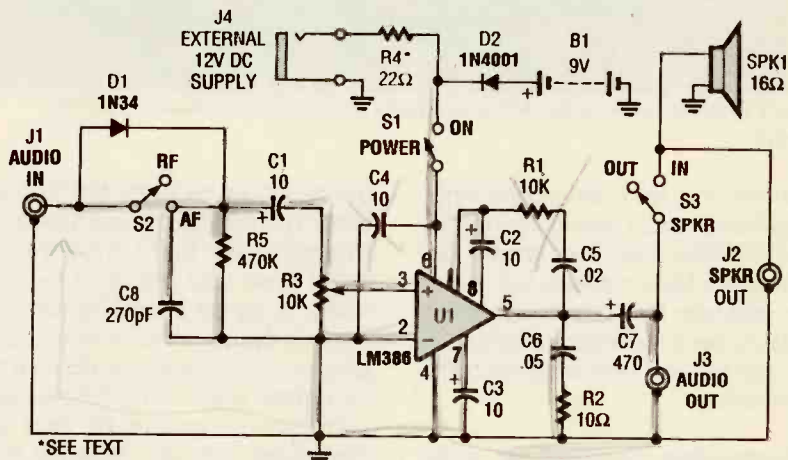 J4
EXTERNAL
12V DC
SUPPLY
R4*
22Ω
D2
1N4001
B1
9V
+
SPK1
16Ω
D1
1N34
J1
AUDIO
IN
RF
S2
AF
C1
10
+
S1
POWER
ON
C4
10
R1
10K
OUT
IN
S3
SPKR
R5
470K
C8
270pF
R3
10K
6
1
8
+
C2
10
C5
.02
J2
SPKR
OUT
3
+
2
−
U1
LM386
5
4
7
+
C3
10
C6
.05
R2
10Ω
+
C7
470
J3
AUDIO
OUT
*SEE TEXT